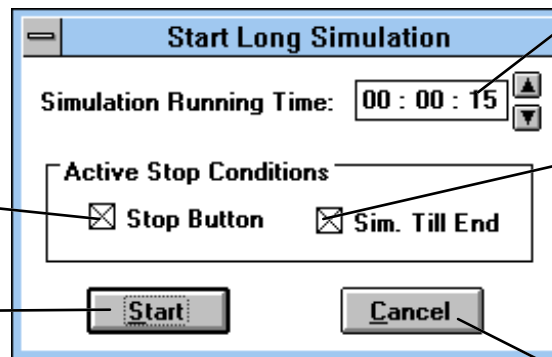 Start Long Simulation
Simulation Running Time: 00 : 00 : 15
Active Stop Conditions
Stop Button Sim. Till End
Start Cancel